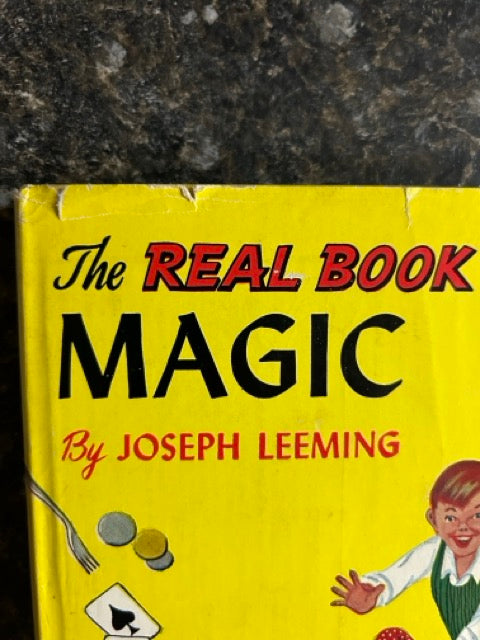 The REAL BOOK
MAGIC
By JOSEPH LEEMING